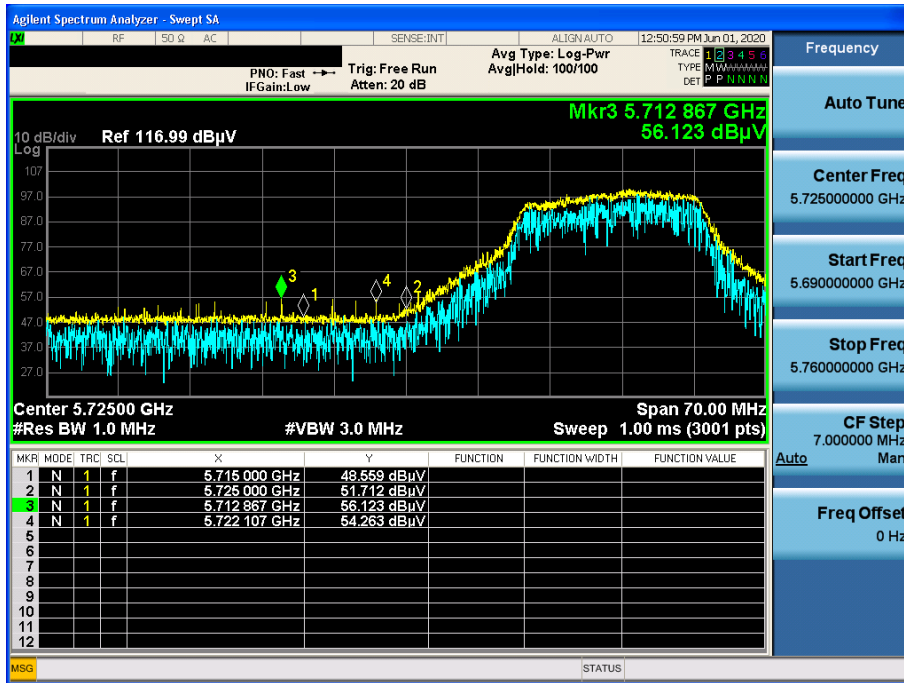 Agilent Spectrum Analyzer - Swept SA
LXI RF 50 Ω AC SENSE:INT ALIGN AUTO 12:50:59 PM Jun 01, 2020
PNO: Fast Trig: Free Run Avg Type: Log-Pwr TRACE 1 2 3 4 5 6
IFGain:Low Atten: 20 dB Avg|Hold: 100/100 TYPE MWWWWW
DET P P N N N N
Mkr3 5.712 867 GHz
56.123 dBµV
10 dB/div Ref 116.99 dBµV
Log
107
97.0
87.0
77.0
67.0
57.0
47.0
37.0
27.0
3
1
4
2
Center 5.72500 GHz Span 70.00 MHz
#Res BW 1.0 MHz #VBW 3.0 MHz Sweep 1.00 ms (3001 pts)
MKR MODE TRC SCL X Y FUNCTION FUNCTION WIDTH FUNCTION VALUE
1 N 1 f 5.715 000 GHz 48.559 dBµV
2 N 1 f 5.725 000 GHz 51.712 dBµV
3 N 1 f 5.712 867 GHz 56.123 dBµV
4 N 1 f 5.722 107 GHz 54.263 dBµV
5
6
7
8
9
10
11
12
MSG STATUS
Frequency
Auto Tune
Center Freq
5.725000000 GHz
Start Freq
5.690000000 GHz
Stop Freq
5.760000000 GHz
CF Step
7.000000 MHz
Auto Man
Freq Offset
0 Hz